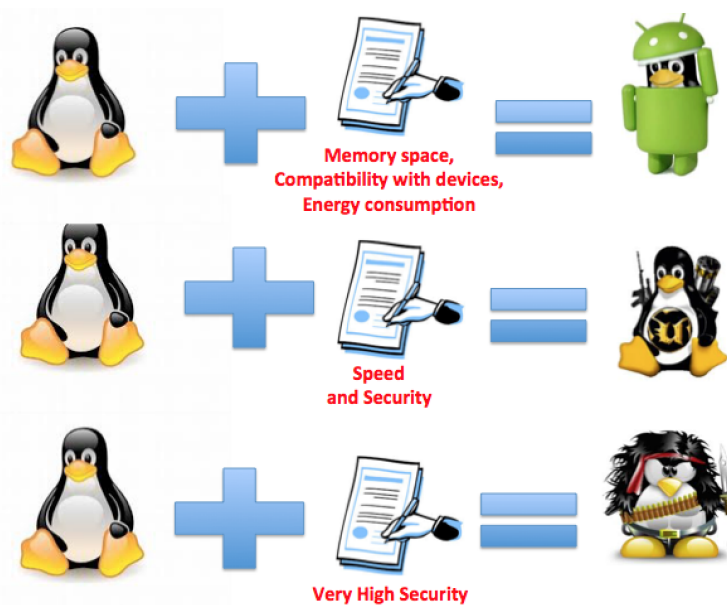 Memory space,
Compatibility with devices,
Energy consumption
Speed
and Security
Very High Security